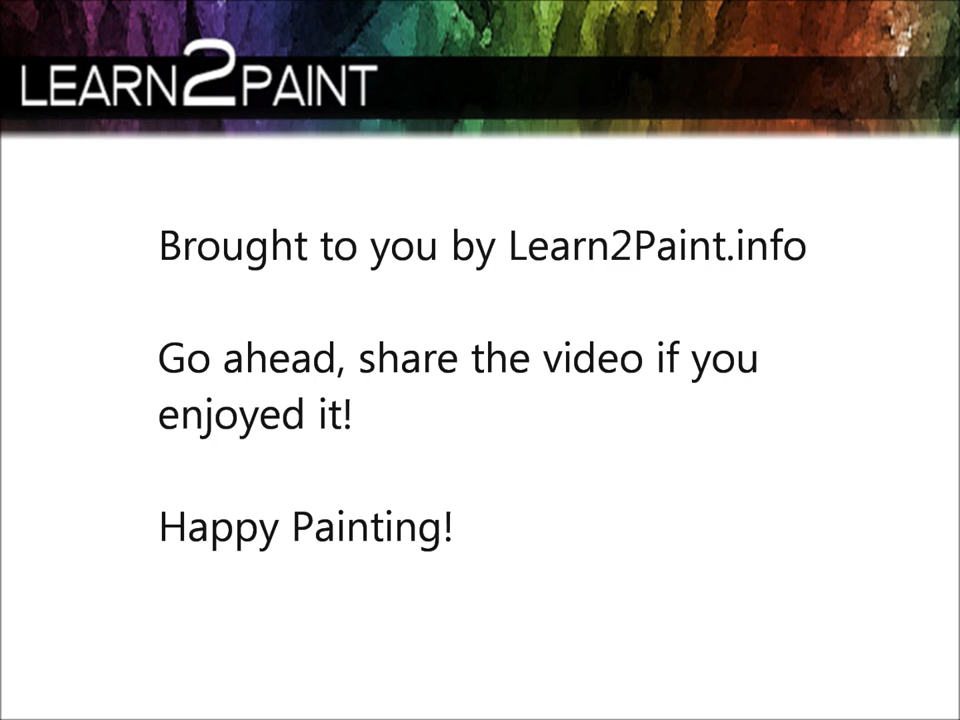 LEARN2PAINT
Brought to you by Learn2Paint.info
Go ahead, share the video if you
enjoyed it!
Happy Painting!